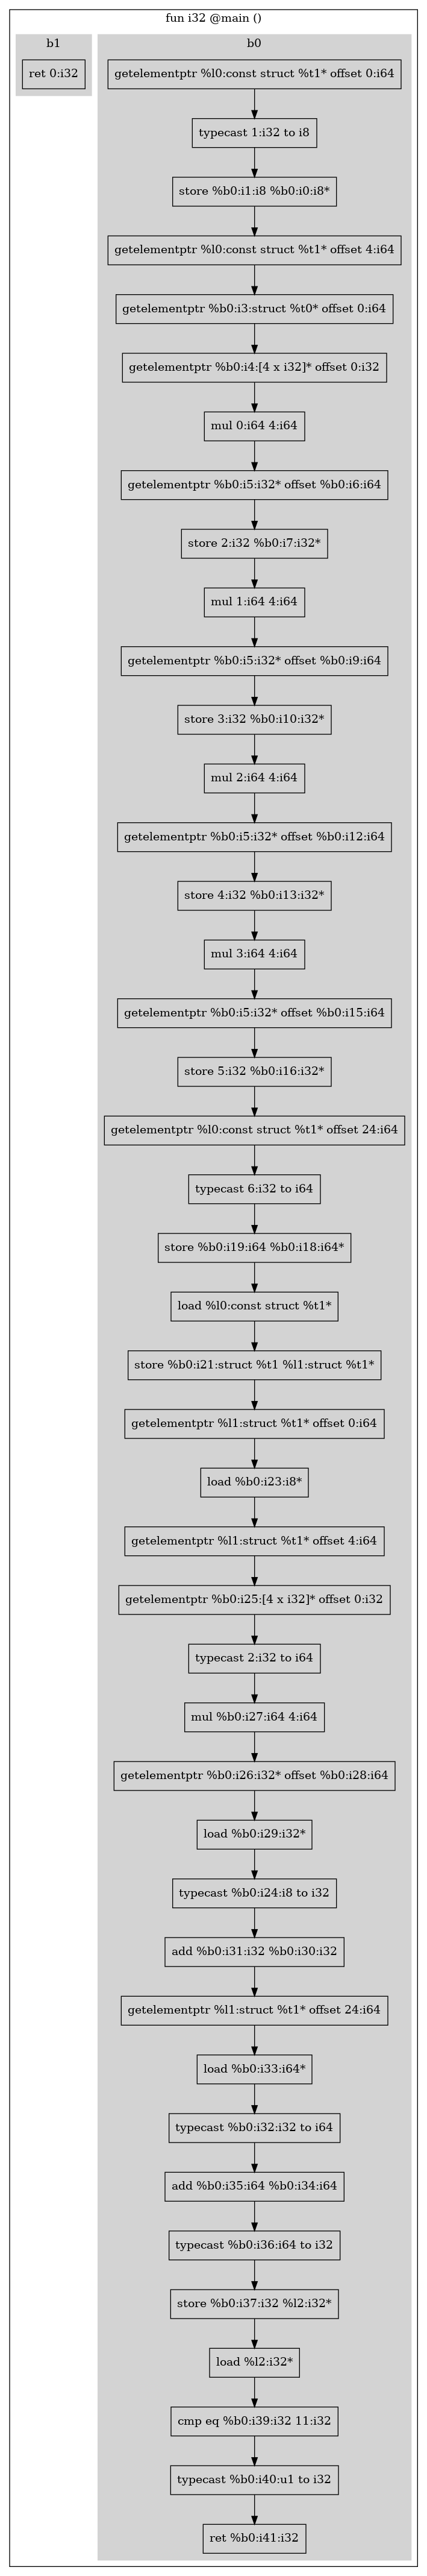 fun i32 @main ()
b1
ret 0:i32
b0
getelementptr %l0:const struct %t1* offset 0:i64
typecast 1:i32 to i8
store %b0:i1:i8 %b0:i0:i8*
getelementptr %l0:const struct %t1* offset 4:i64
getelementptr %b0:i3:struct %t0* offset 0:i64
getelementptr %b0:i4:[4 x i32]* offset 0:i32
mul 0:i64 4:i64
getelementptr %b0:i5:i32* offset %b0:i6:i64
store 2:i32 %b0:i7:i32*
mul 1:i64 4:i64
getelementptr %b0:i5:i32* offset %b0:i9:i64
store 3:i32 %b0:i10:i32*
mul 2:i64 4:i64
getelementptr %b0:i5:i32* offset %b0:i12:i64
store 4:i32 %b0:i13:i32*
mul 3:i64 4:i64
getelementptr %b0:i5:i32* offset %b0:i15:i64
store 5:i32 %b0:i16:i32*
getelementptr %l0:const struct %t1* offset 24:i64
typecast 6:i32 to i64
store %b0:i19:i64 %b0:i18:i64*
load %l0:const struct %t1*
store %b0:i21:struct %t1 %l1:struct %t1*
getelementptr %l1:struct %t1* offset 0:i64
load %b0:i23:i8*
getelementptr %l1:struct %t1* offset 4:i64
getelementptr %b0:i25:[4 x i32]* offset 0:i32
typecast 2:i32 to i64
mul %b0:i27:i64 4:i64
getelementptr %b0:i26:i32* offset %b0:i28:i64
load %b0:i29:i32*
typecast %b0:i24:i8 to i32
add %b0:i31:i32 %b0:i30:i32
getelementptr %l1:struct %t1* offset 24:i64
load %b0:i33:i64*
typecast %b0:i32:i32 to i64
add %b0:i35:i64 %b0:i34:i64
typecast %b0:i36:i64 to i32
store %b0:i37:i32 %l2:i32*
load %l2:i32*
cmp eq %b0:i39:i32 11:i32
typecast %b0:i40:u1 to i32
ret %b0:i41:i32